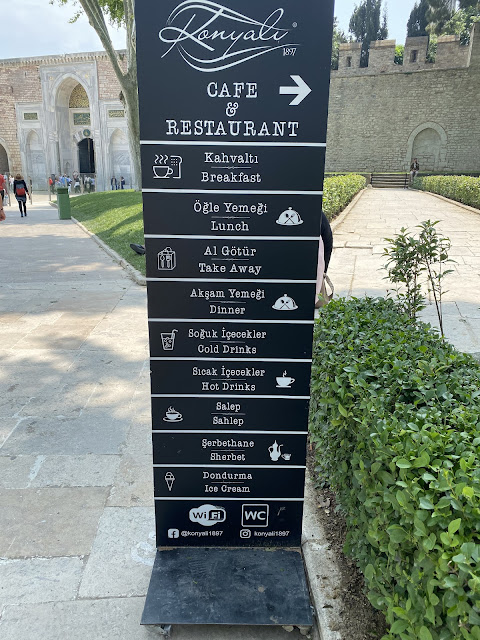 Konyalı ®
1897
CAFE
&
RESTAURANT
Kahvaltı
Breakfast
Öğle Yemeği
Lunch
Al Götür
Take Away
Akşam Yemeği
Dinner
Soğuk İçecekler
Cold Drinks
Sıcak İçecekler
Hot Drinks
Salep
Sahlep
Şerbethane
Sherbet
Dondurma
Ice Cream
WiFi WC
@konyali1897 konyali1897